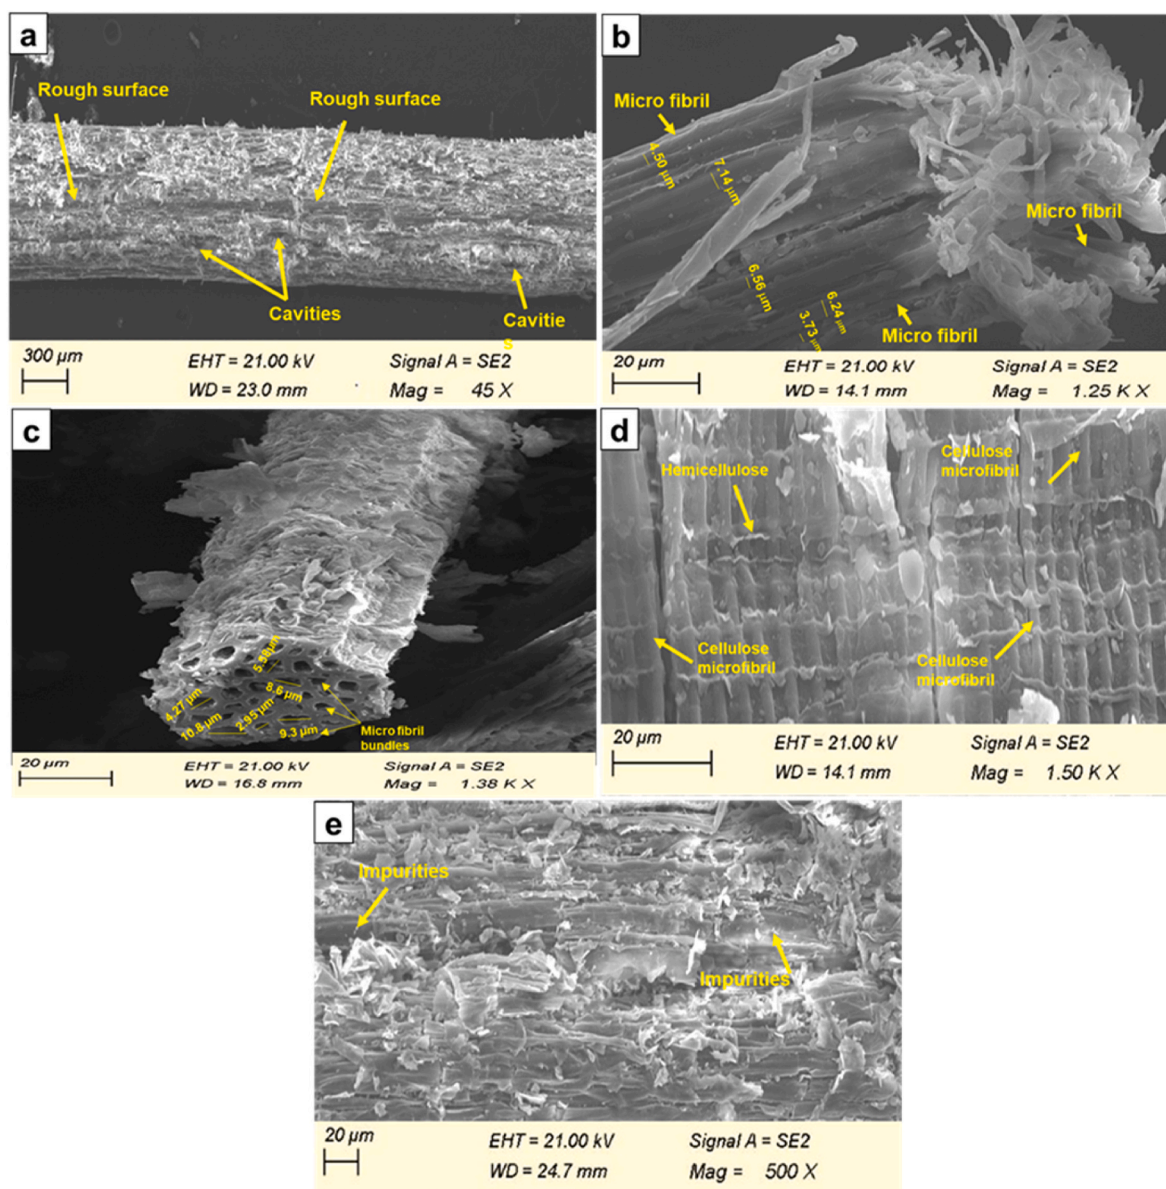 a
Rough surface
Rough surface
Cavities
Cavitie
s
300 µm
EHT = 21.00 kV
Signal A = SE2
WD = 23.0 mm
Mag = 45 X
b
Micro fibril
4.50 µm
7.14 µm
Micro fibril
6.56 µm
6.24 µm
3.73 µm
Micro fibril
20 µm
EHT = 21.00 kV
Signal A = SE2
WD = 14.1 mm
Mag = 1.25 K X
c
5.58µm
4.27 µm
8.6 µm
2.95 µm
10.8 µm
9.3 µm
Micro fibril
bundles
20 µm
EHT = 21.00 kV
Signal A = SE2
WD = 16.8 mm
Mag = 1.38 K X
d
Hemicellulose
Cellulose
microfibril
Cellulose
microfibril
Cellulose
microfibril
20 µm
EHT = 21.00 kV
Signal A = SE2
WD = 14.1 mm
Mag = 1.50 K X
e
Impurities
Impurities
20 µm
EHT = 21.00 kV
Signal A = SE2
WD = 24.7 mm
Mag = 500 X